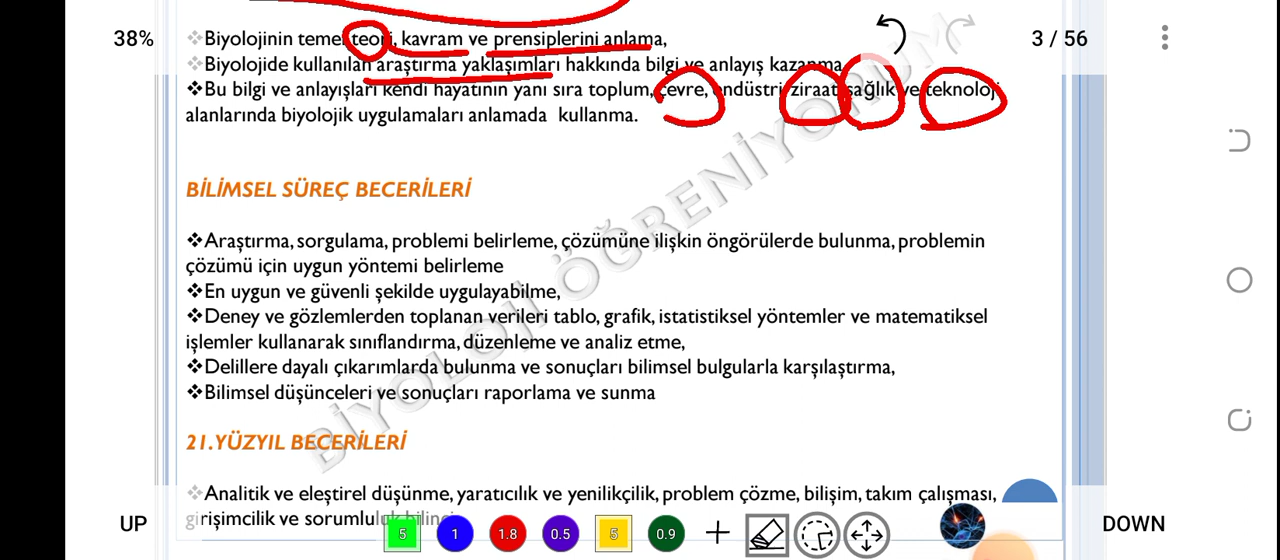 38%
3 / 56
❖Biyolojinin temel teori, kavram ve prensiplerini anlama,
❖Biyolojide kullanılan araştırma yaklaşımları hakkında bilgi ve anlayış kazanma
❖Bu bilgi ve anlayışları kendi hayatının yanı sıra toplum, çevre, endüstri ziraat, sağlık ve teknoloji
alanlarında biyolojik uygulamaları anlamada kullanma.
BİLİMSEL SÜREÇ BECERİLERİ
❖Araştırma, sorgulama, problemi belirleme, çözümüne ilişkin öngörülerde bulunma, problemin
çözümü için uygun yöntemi belirleme
❖En uygun ve güvenli şekilde uygulayabilme,
❖Deney ve gözlemlerden toplanan verileri tablo, grafik, istatistiksel yöntemler ve matematiksel
işlemler kullanarak sınıflandırma, düzenleme ve analiz etme,
❖Delillere dayalı çıkarımlarda bulunma ve sonuçları bilimsel bulgularla karşılaştırma,
❖Bilimsel düşünceleri ve sonuçları raporlama ve sunma
21.YÜZYIL BECERİLERİ
❖Analitik ve eleştirel düşünme, yaratıcılık ve yenilikçilik, problem çözme, bilişim, takım çalışması,
girişimcilik ve sorumluluk bilinci
BİYOLOJİ ÖĞRENİYORUM
UP
5 1 1.8 0.5 5 0.9
DOWN